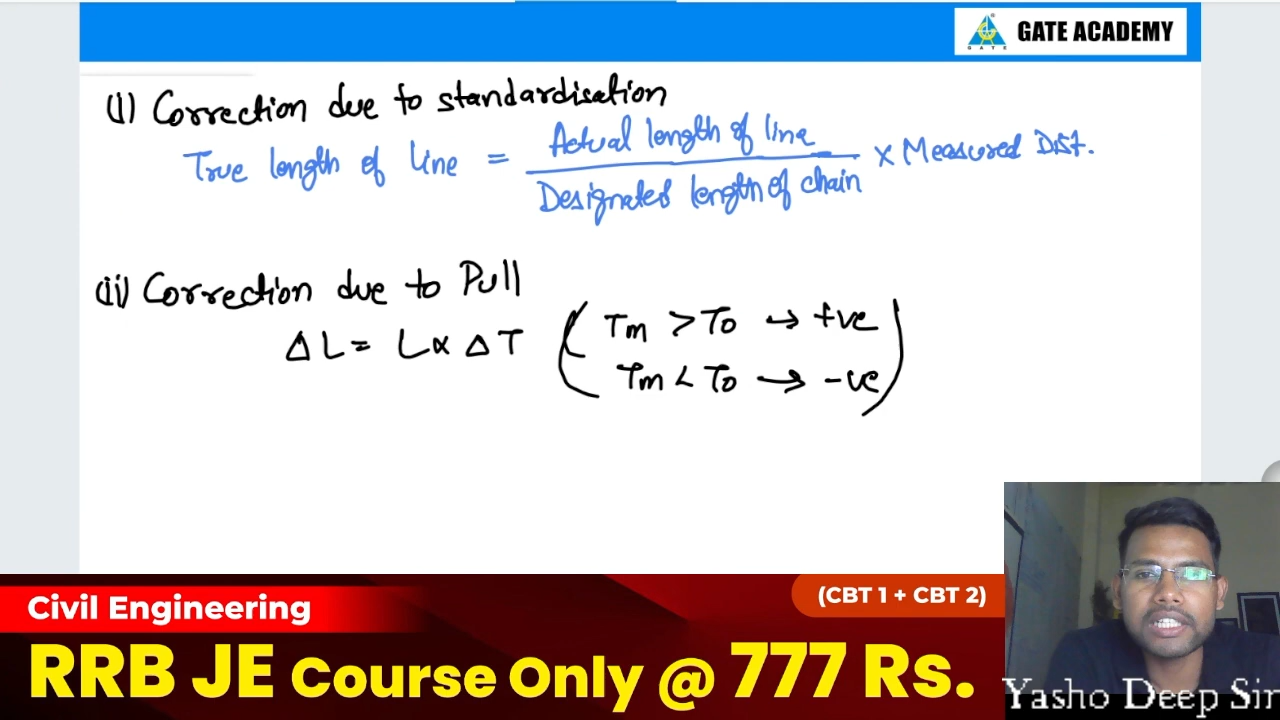 GATE ACADEMY
GATE
(i) Correction due to standardisation
True length of line = Actual length of line / Designated length of chain × Measured Dist.
(ii) Correction due to Pull
ΔL = L∝ΔT ( Tm > To → +ve
Tm < To → -ve )
Civil Engineering
(CBT 1 + CBT 2)
RRB JE Course Only @ 777 Rs.
Yasho Deep Sir